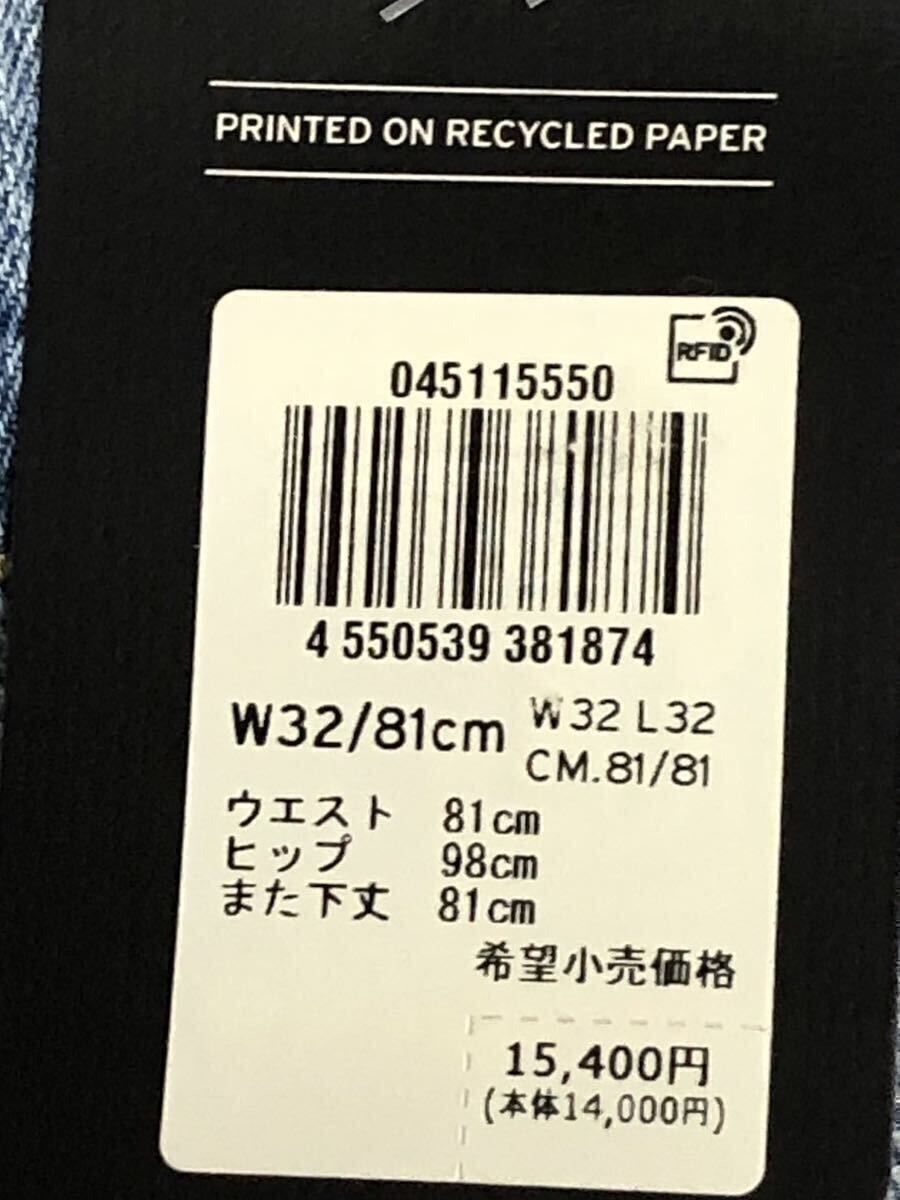 PRINTED ON RECYCLED PAPER
RFID
045115550
4 550539 381874
W32/81cm
W 32 L 32
CM.81/81
ウエスト 81cm
ヒップ 98cm
また下丈 81cm
希望小売価格
15,400円
(本体14,000円)